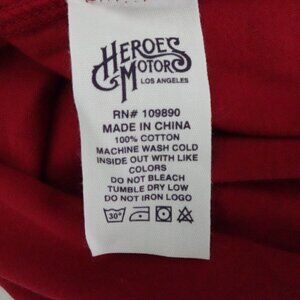 HEROES
MOTORS
LOS ANGELES
RN# 109890
MADE IN CHINA
100% COTTON
MACHINE WASH COLD
INSIDE OUT WITH LIKE
COLORS
DO NOT BLEACH
TUMBLE DRY LOW
DO NOT IRON LOGO
30°